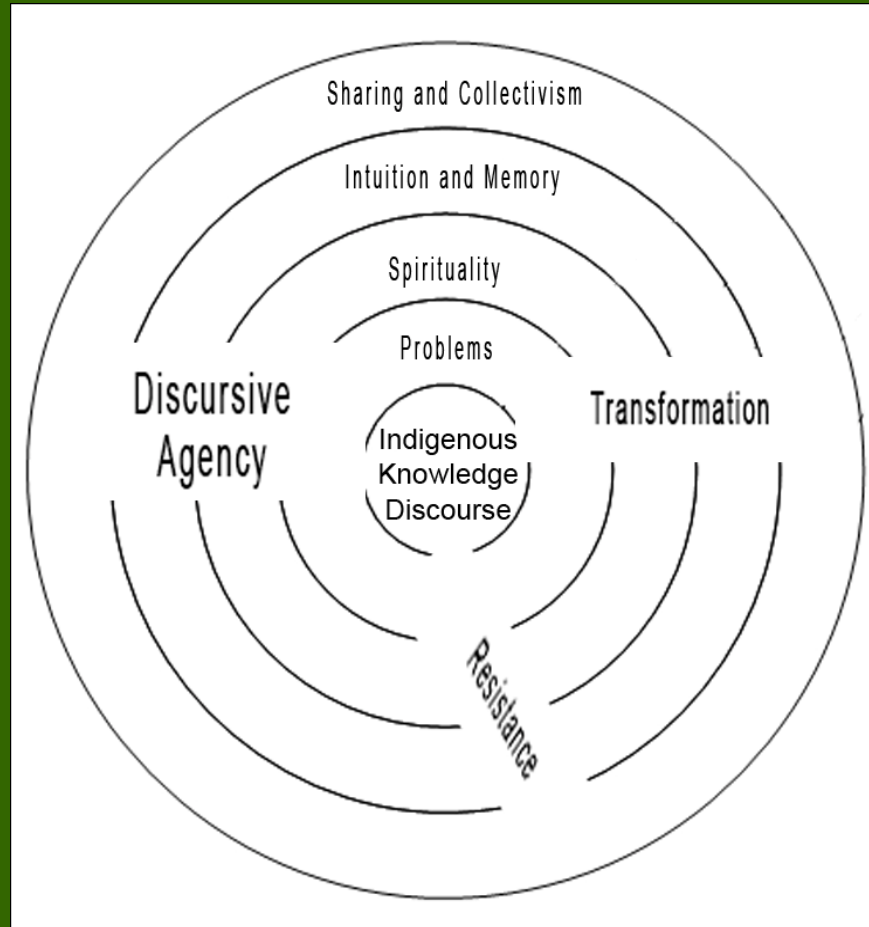 Sharing and Collectivism
Intuition and Memory
Spirituality
Problems
Discursive
Agency
Transformation
Indigenous
Knowledge
Discourse
Resistance